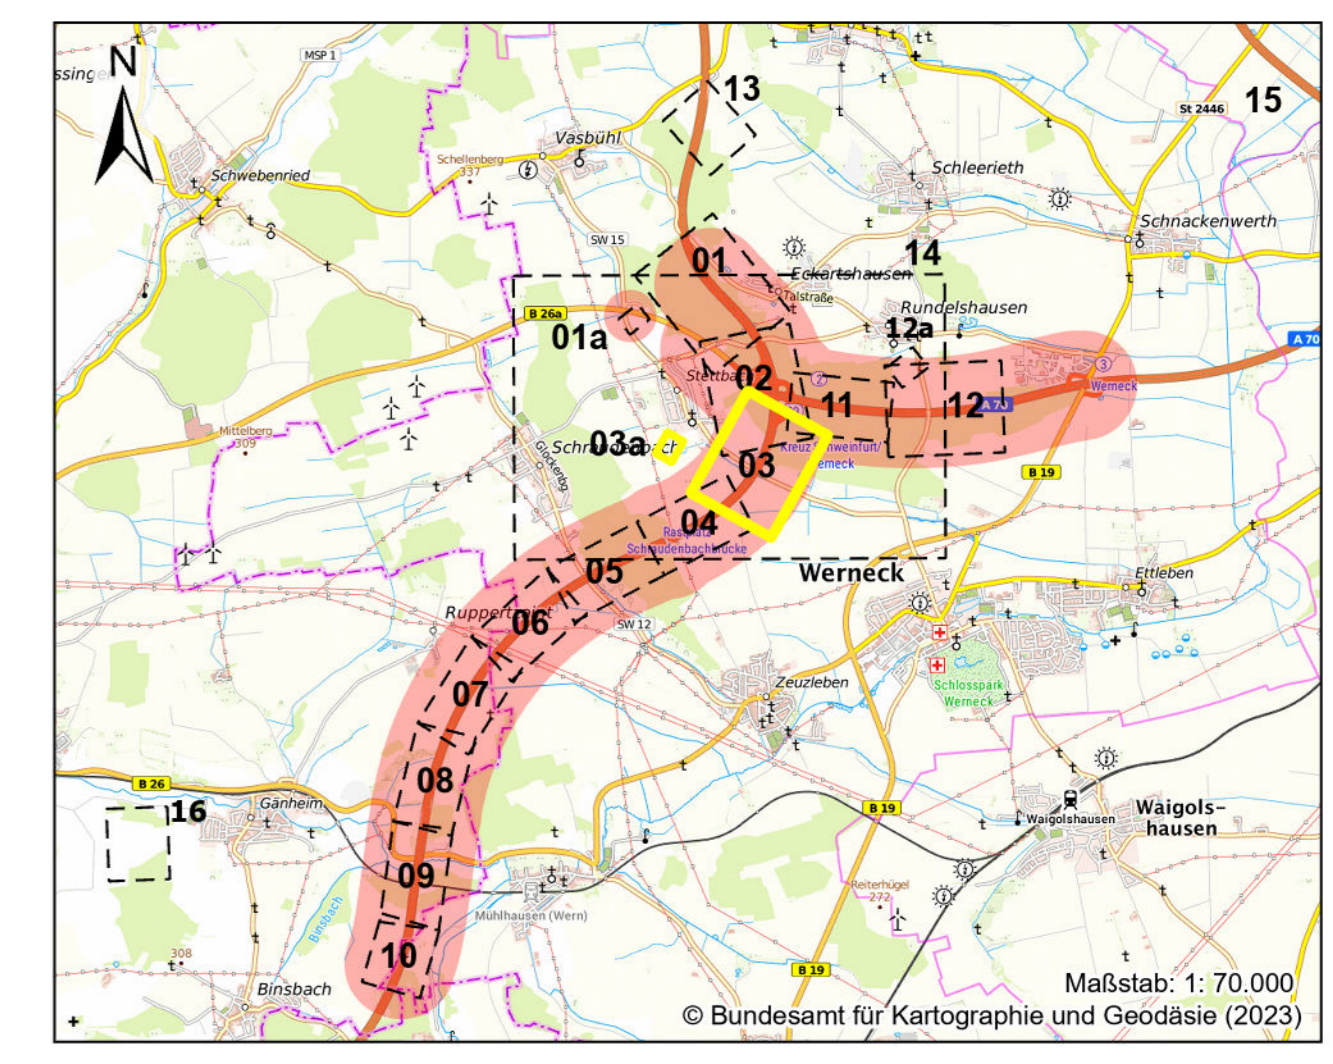 13
N
MSP 1
ssinge
St 2446
15
Vasbühl
Schellenberg
337
Schleerieth
Schwebenried
Schnackenwerth
SW 15
01
14
Eckartshausen
Talstraße
Rundelshausen
B 26a
01a
12a
A 70
02
2
3
Stettbach
Werneck
11
12
A 70
Mittelberg
309
03a
Schraudenbach
Glockenbg
Kreuz Schweinfurt/
Werneck
03
B 19
04
Rastplatz
Schraudenbachbrücke
05
Werneck
Ettleben
06
SW 12
07
Zeuzleben
Schlosspark
Werneck
08
B 26
16
Gänheim
B 19
Waigolshausen
Waigols-
hausen
09
Reiterhügel
272
Mühlhausen (Wern)
Binsbach
10
308
B 19
Binsbach
Maßstab: 1: 70.000
© Bundesamt für Kartographie und Geodäsie (2023)